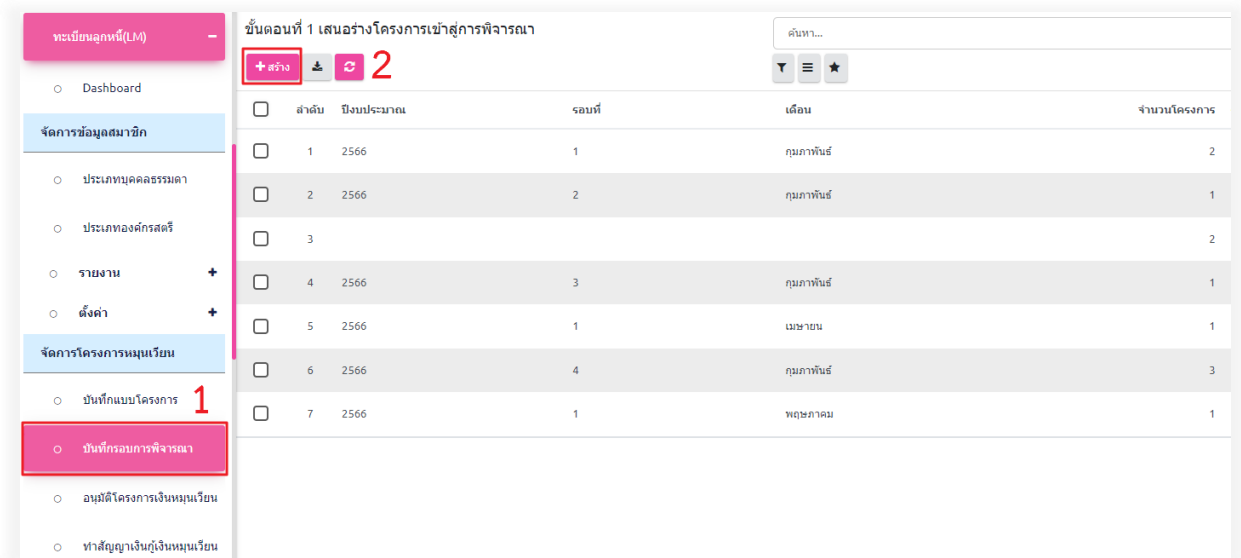 ทะเบียนลูกหนี้(LM) −
Dashboard
จัดการข้อมูลสมาชิก
ประเภทบุคคลธรรมดา
ประเภทองค์กรสตรี
รายงาน +
ตั้งค่า +
จัดการโครงการหมุนเวียน
บันทึกแบบโครงการ 1
บันทึกรอบการพิจารณา
อนุมัติโครงการเงินหมุนเวียน
ทำสัญญาเงินกู้เงินหมุนเวียน
ขั้นตอนที่ 1 เสนอร่างโครงการเข้าสู่การพิจารณา
ค้นหา...
+ สร้าง 2
ลำดับ ปีงบประมาณ รอบที่ เดือน จำนวนโครงการ
1 2566 1 กุมภาพันธ์ 2
2 2566 2 กุมภาพันธ์ 1
3 2
4 2566 3 กุมภาพันธ์ 1
5 2566 1 เมษายน 1
6 2566 4 กุมภาพันธ์ 3
7 2566 1 พฤษภาคม 1